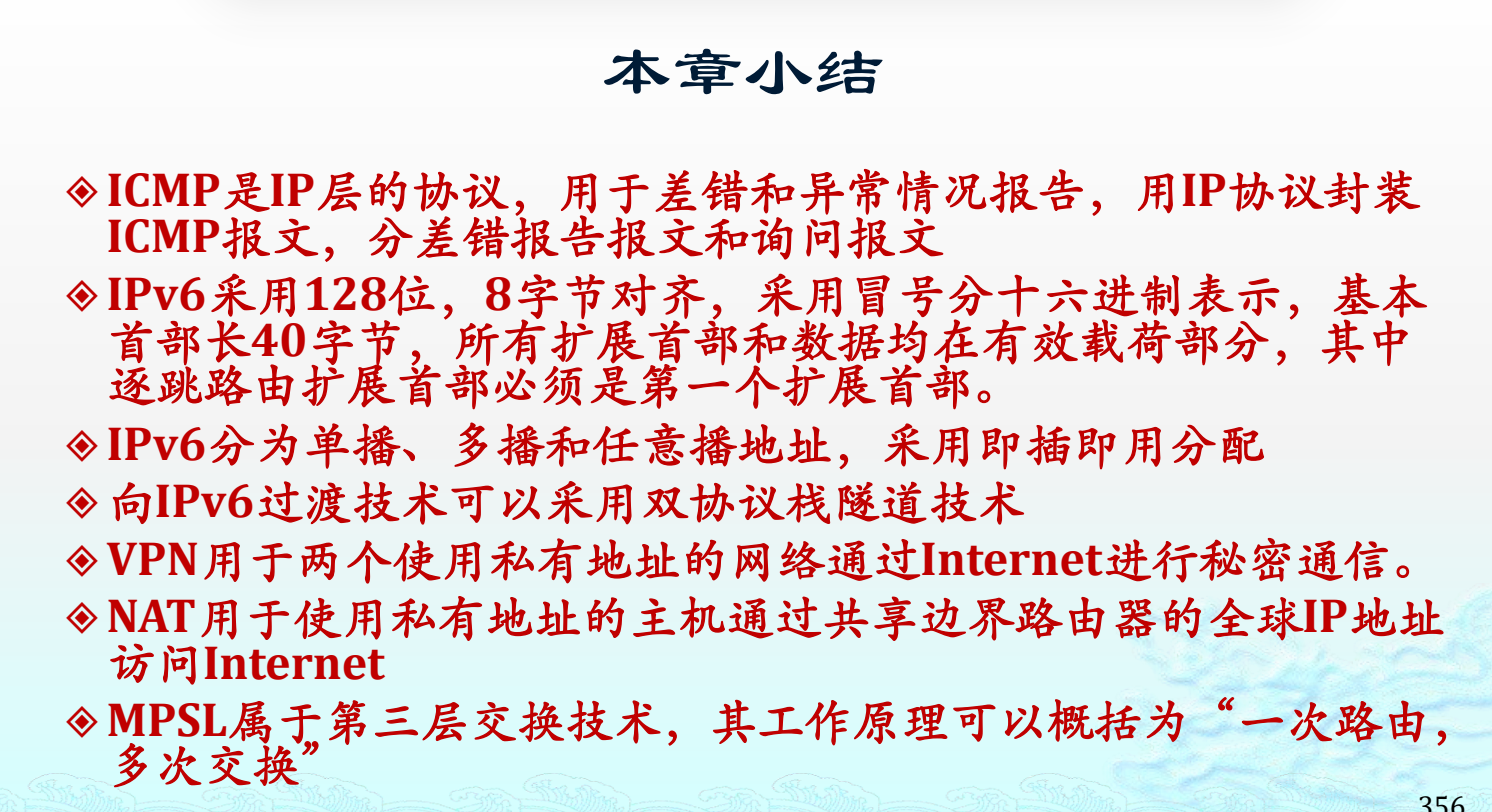 本章小结
ICMP是IP层的协议，用于差错和异常情况报告，用IP协议封装
ICMP报文，分差错报告报文和询问报文
IPv6采用128位，8字节对齐，采用冒号分十六进制表示，基本
首部长40字节，所有扩展首部和数据均在有效载荷部分，其中
逐跳路由扩展首部必须是第一个扩展首部。
IPv6分为单播、多播和任意播地址，采用即插即用分配
向IPv6过渡技术可以采用双协议栈隧道技术
VPN用于两个使用私有地址的网络通过Internet进行秘密通信。
NAT用于使用私有地址的主机通过共享边界路由器的全球IP地址
访问Internet
MPSL属于第三层交换技术，其工作原理可以概括为“一次路由，
多次交换”
356